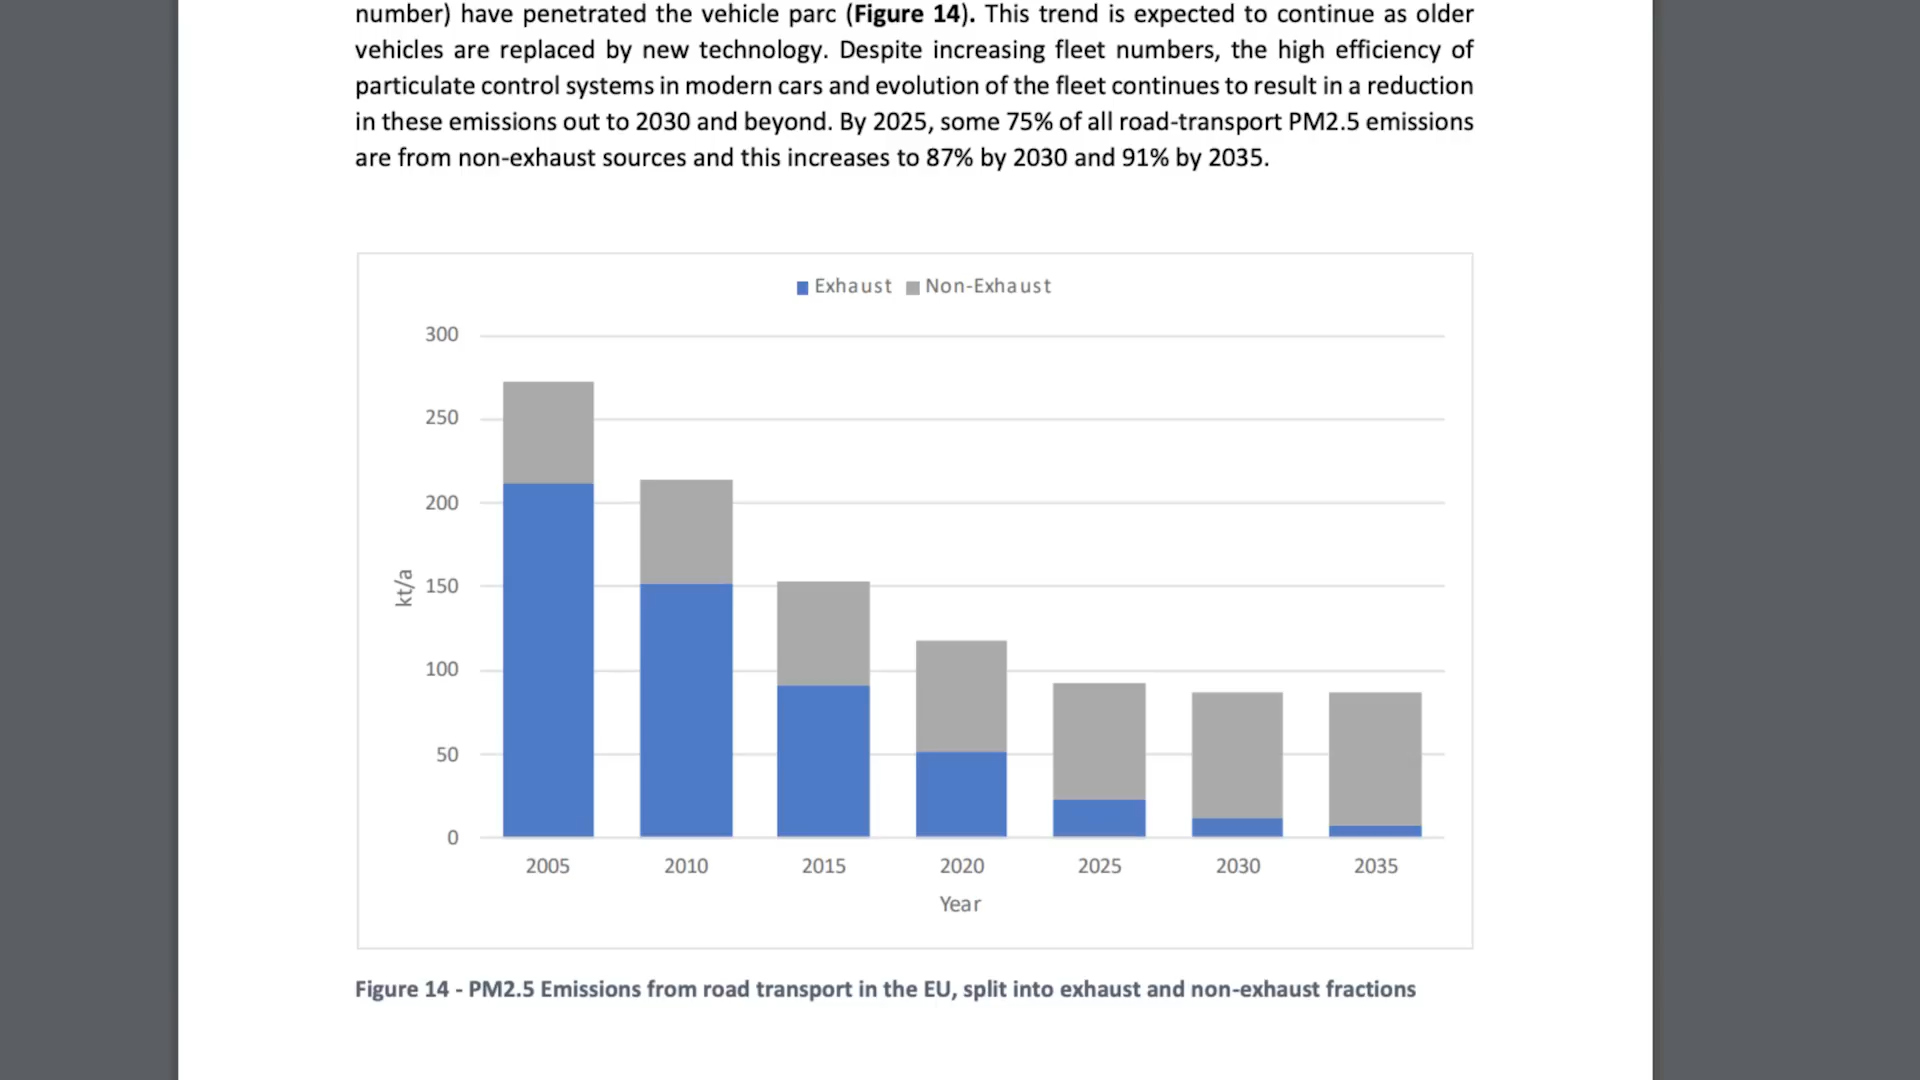 number) have penetrated the vehicle parc (Figure 14). This trend is expected to continue as older
vehicles are replaced by new technology. Despite increasing fleet numbers, the high efficiency of
particulate control systems in modern cars and evolution of the fleet continues to result in a reduction
in these emissions out to 2030 and beyond. By 2025, some 75% of all road-transport PM2.5 emissions
are from non-exhaust sources and this increases to 87% by 2030 and 91% by 2035.
Exhaust Non-Exhaust
300
250
200
150
100
50
0
kt/a
2005 2010 2015 2020 2025 2030 2035
Year
Figure 14 - PM2.5 Emissions from road transport in the EU, split into exhaust and non-exhaust fractions